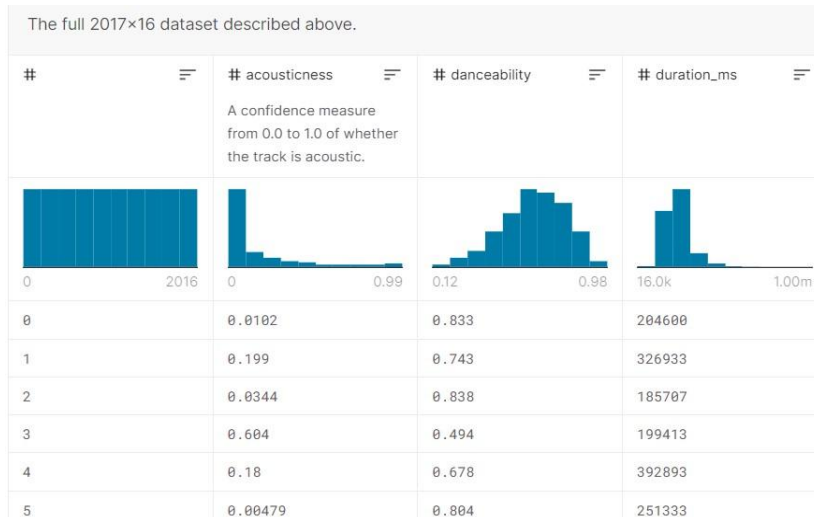 The full 2017×16 dataset described above.
# # acousticness # danceability # duration_ms
A confidence measure
from 0.0 to 1.0 of whether
the track is acoustic.
0 2016 0 0.99 0.12 0.98 16.0k 1.00m
0 0.0102 0.833 204600
1 0.199 0.743 326933
2 0.0344 0.838 185707
3 0.604 0.494 199413
4 0.18 0.678 392893
5 0.00479 0.804 251333